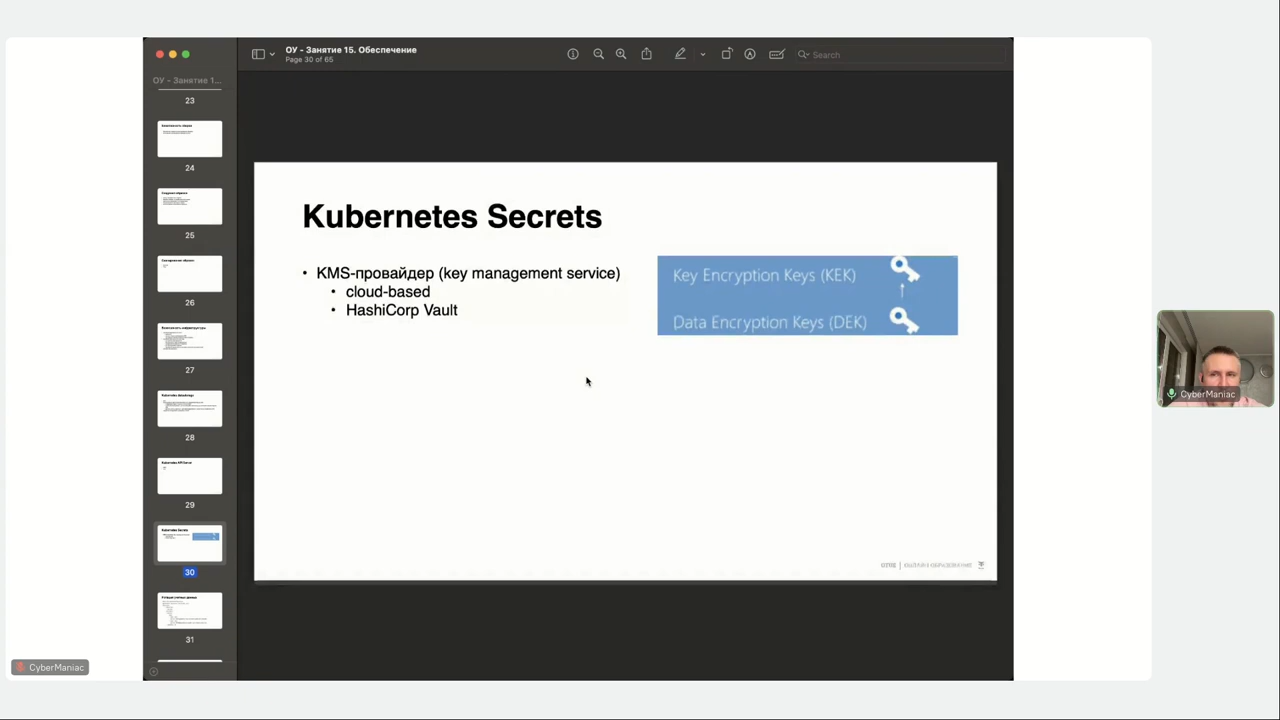 ОУ - Занятие 15. Обеспечение
Page 30 of 65
Search
ОУ - Занятие 1...
23
24
25
26
27
28
29
30
31
Kubernetes Secrets
• KMS-провайдер (key management service)
• cloud-based
• HashiCorp Vault
Key Encryption Keys (KEK)
Data Encryption Keys (DEK)
ОНЛАЙН ОБРАЗОВАНИЕ
CyberManiac
CyberManiac